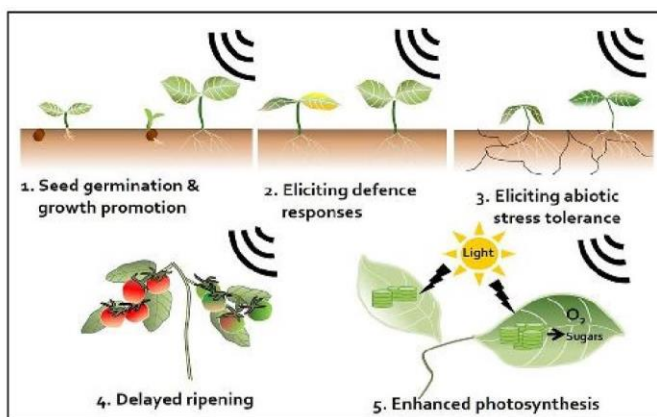 1. Seed germination &
growth promotion
2. Eliciting defence
responses
3. Eliciting abiotic
stress tolerance
Light
O₂
Sugars
4. Delayed ripening
5. Enhanced photosynthesis